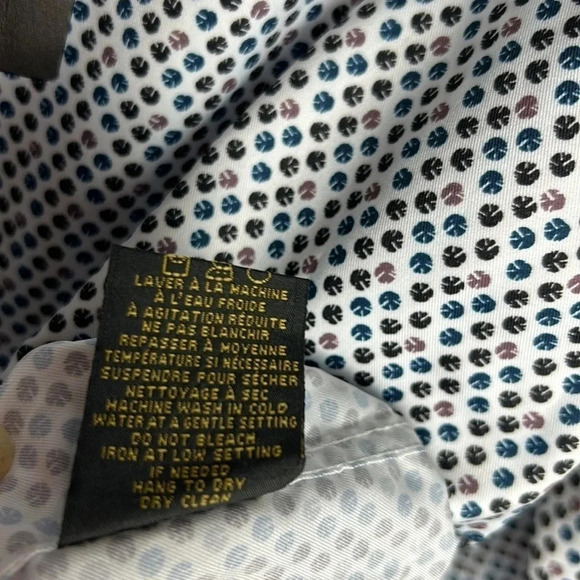 LAVER À LA MACHINE
À L'EAU FROIDE
À AGITATION RÉDUITE
NE PAS BLANCHIR
REPASSER À MOYENNE
TEMPÉRATURE SI NÉCESSAIRE
SUSPENDRE POUR SÉCHER
NETTOYAGE À SEC
MACHINE WASH IN COLD
WATER AT A GENTLE SETTING
DO NOT BLEACH
IRON AT LOW SETTING
IF NEEDED
HANG TO DRY
DRY CLEAN